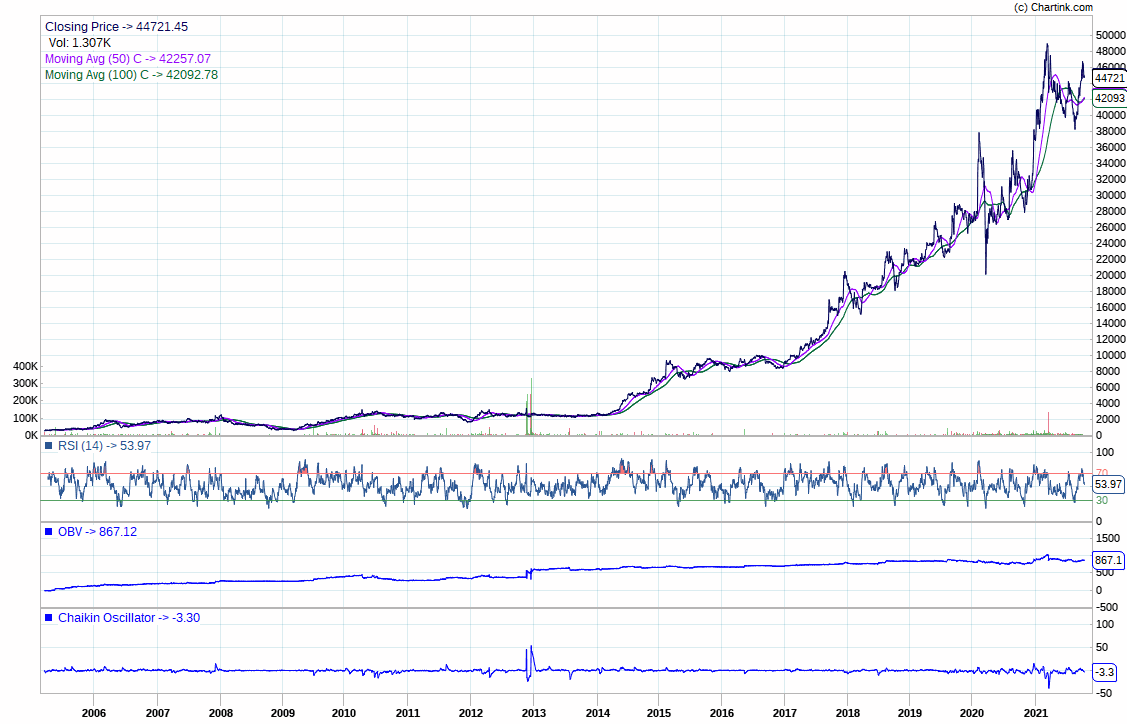 (c) Chartink.com
Closing Price -> 44721.45
Vol: 1.307K
Moving Avg (50) C -> 42257.07
Moving Avg (100) C -> 42092.78
50000
48000
46000
44721
42093
40000
38000
36000
34000
32000
30000
28000
26000
24000
22000
20000
18000
16000
14000
12000
10000
8000
6000
4000
2000
0
400K
300K
200K
100K
0K
RSI (14) -> 53.97
100
70
53.97
30
0
OBV -> 867.12
1500
867.1
500
0
-500
Chaikin Oscillator -> -3.30
100
50
-3.3
-50
2006 2007 2008 2009 2010 2011 2012 2013 2014 2015 2016 2017 2018 2019 2020 2021